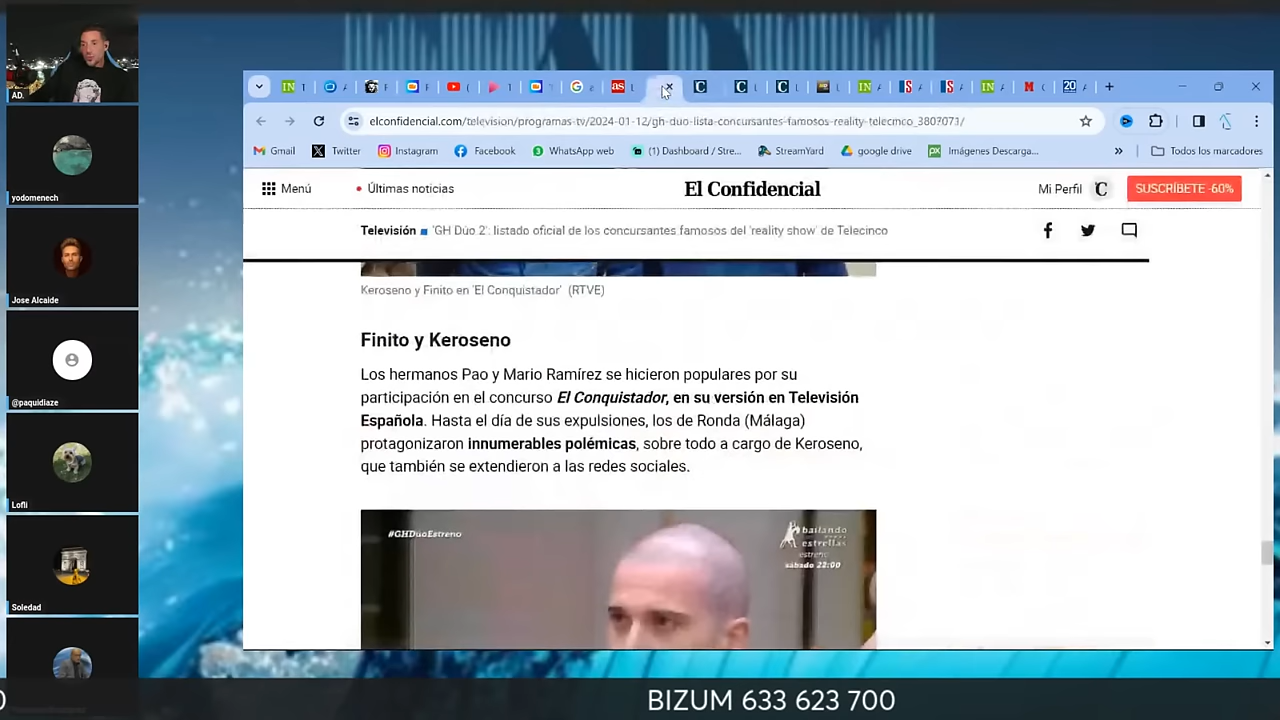 AD.
yodomenech
Jose Alcaide
@paquidiaze
Lofli
Soledad
elconfidencial.com/television/programas-tv/2024-01-12/gh-duo-lista-concursantes-famosos-reality-telecinco_3807071/
Gmail
Twitter
Instagram
Facebook
WhatsApp web
(1) Dashboard / Stre...
StreamYard
google drive
Imágenes Descarga...
»
Todos los marcadores
Menú
Últimas noticias
El Confidencial
Mi Perfil
SUSCRÍBETE -60%
Televisión 'GH Dúo 2': listado oficial de los concursantes famosos del 'reality show' de Telecinco
Keroseno y Finito en 'El Conquistador' (RTVE)
Finito y Keroseno
Los hermanos Pao y Mario Ramírez se hicieron populares por su
participación en el concurso El Conquistador, en su versión en Televisión
Española. Hasta el día de sus expulsiones, los de Ronda (Málaga)
protagonizaron innumerables polémicas, sobre todo a cargo de Keroseno,
que también se extendieron a las redes sociales.
#GHDúoEstreno
bailando
estrellas
estreno
sábado 22:00
BIZUM 633 623 700